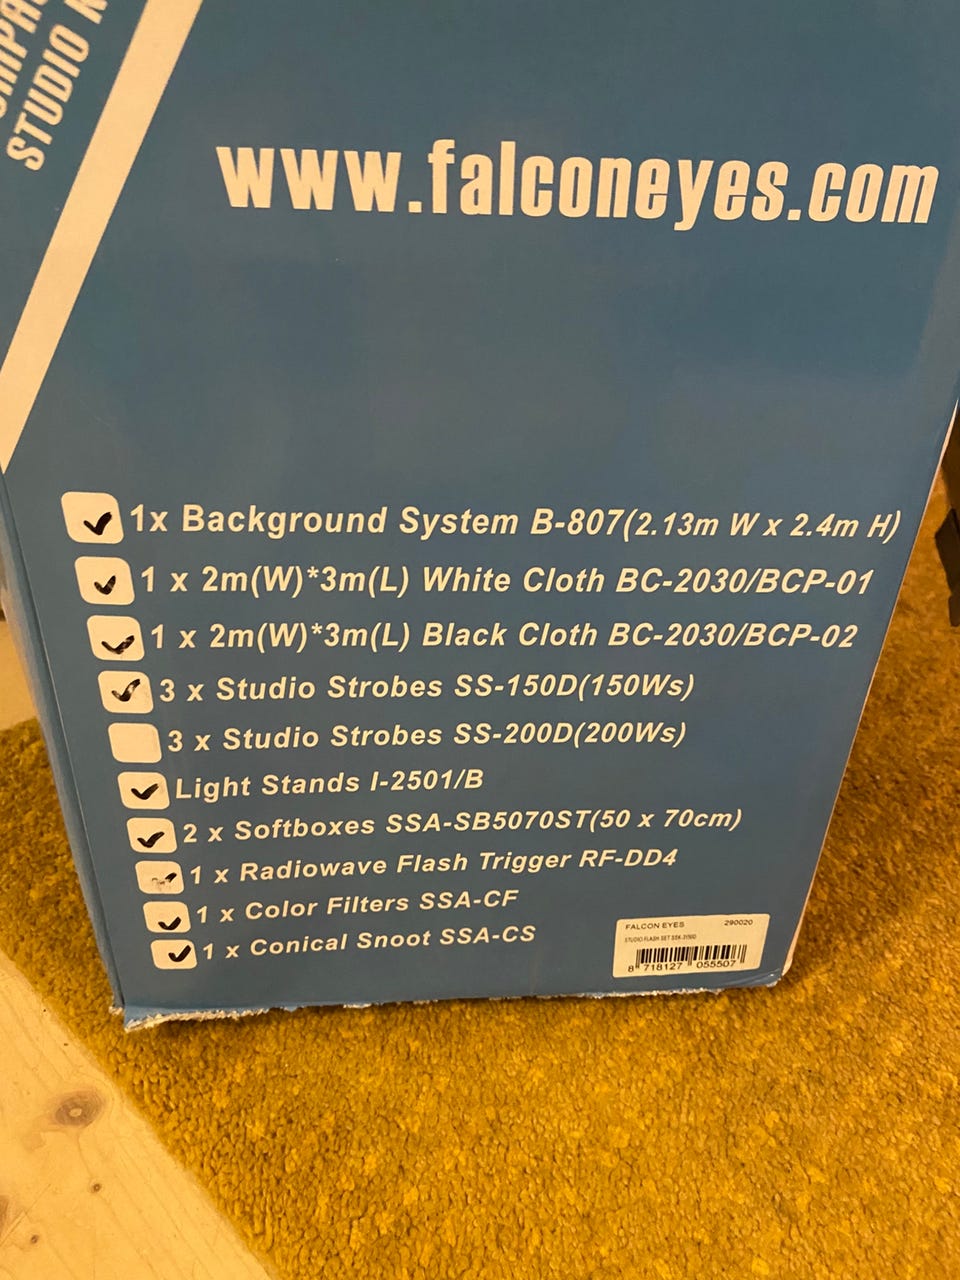 STUDIO
www.falconeyes.com
1x Background System B-807(2.13m W x 2.4m H)
1 x 2m(W)*3m(L) White Cloth BC-2030/BCP-01
1 x 2m(W)*3m(L) Black Cloth BC-2030/BCP-02
3 x Studio Strobes SS-150D(150Ws)
3 x Studio Strobes SS-200D(200Ws)
Light Stands I-2501/B
2 x Softboxes SSA-SB5070ST(50 x 70cm)
1 x Radiowave Flash Trigger RF-DD4
1 x Color Filters SSA-CF
1 x Conical Snoot SSA-CS
FALCON EYES 290020
STUDIO FLASH SET
8 718127 055507